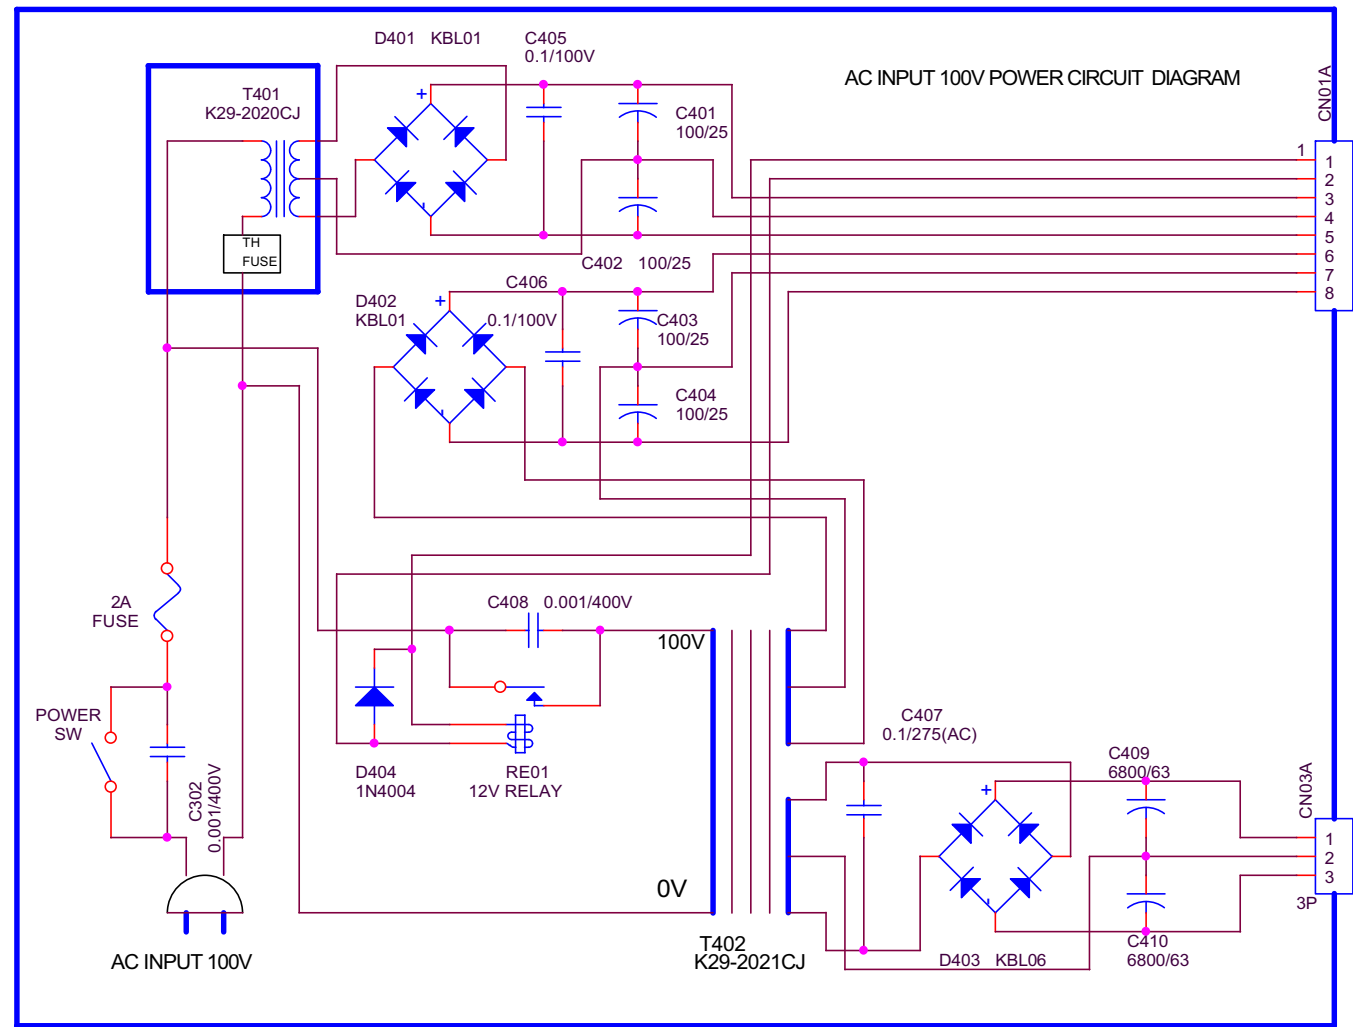 AC INPUT 100V POWER CIRCUIT DIAGRAM
D401 KBL01
C405
0.1/100V
T401
K29-2020CJ
C401
100/25
CN01A
1
1
2
3
4
5
6
7
8
TH
FUSE
C402 100/25
C406
0.1/100V
D402
KBL01
C403
100/25
C404
100/25
+
-
+
-
2A
FUSE
C408 0.001/400V
100V
POWER
SW
C302
0.001/400V
D404
1N4004
RE01
12V RELAY
C407
0.1/275(AC)
C409
6800/63
CN03A
+
-
1
2
3
3P
0V
T402
K29-2021CJ
D403 KBL06
C410
6800/63
AC INPUT 100V